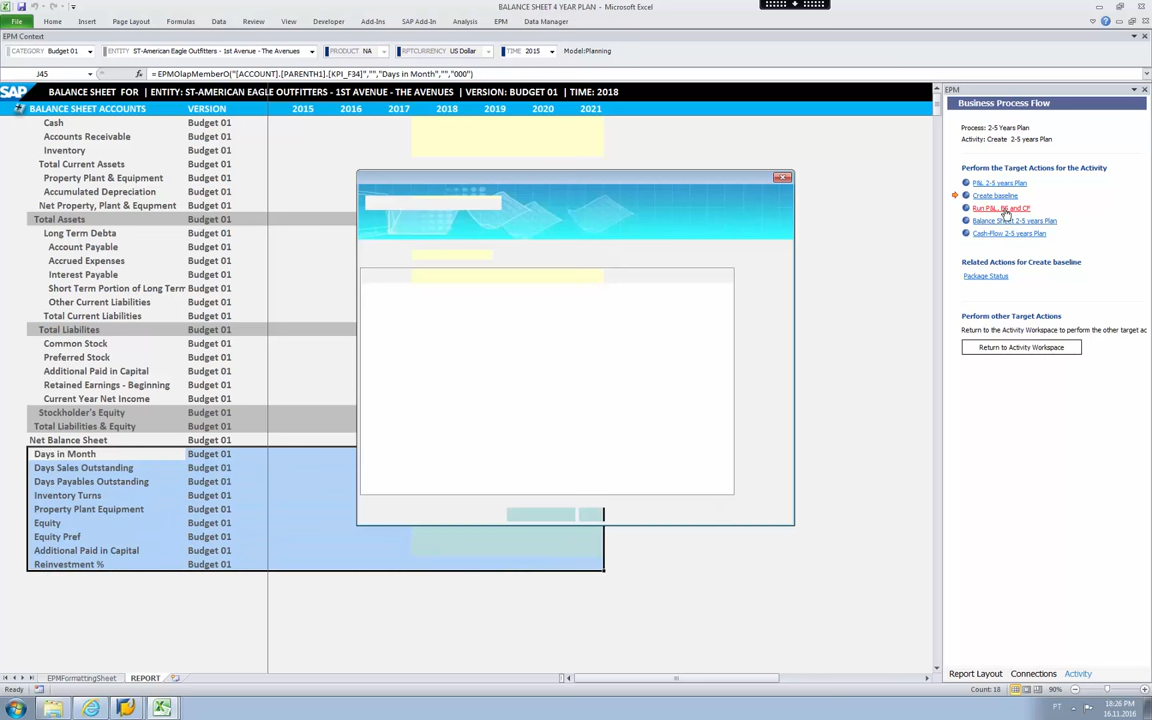 BALANCE SHEET 4 YEAR PLAN - Microsoft Excel
File Home Insert Page Layout Formulas Data Review View Developer Add-Ins SAP Add-In Analysis EPM Data Manager
EPM Context
CATEGORY Budget 01 ENTITY ST-American Eagle Outfitters - 1st Avenue - The Avenues PRODUCT NA RPTCURRENCY US Dollar TIME 2015 Model:Planning
J45 fx =EPMOlapMemberO("[ACCOUNT].[PARENTH1].[KPI_F34]","","Days in Month","","000")
SAP BALANCE SHEET FOR | ENTITY: ST-AMERICAN EAGLE OUTFITTERS - 1ST AVENUE - THE AVENUES | VERSION: BUDGET 01 | TIME: 2018
BALANCE SHEET ACCOUNTS VERSION 2015 2016 2017 2018 2019 2020 2021
Cash Budget 01
Accounts Receivable Budget 01
Inventory Budget 01
Total Current Assets Budget 01
Property Plant & Equipment Budget 01
Accumulated Depreciation Budget 01
Net Property, Plant & Equpment Budget 01
Total Assets Budget 01
Long Term Debta Budget 01
Account Payable Budget 01
Accrued Expenses Budget 01
Interest Payable Budget 01
Short Term Portion of Long Term Budget 01
Other Current Liabilities Budget 01
Total Current Liabilities Budget 01
Total Liabilites Budget 01
Common Stock Budget 01
Preferred Stock Budget 01
Additional Paid in Capital Budget 01
Retained Earnings - Beginning Budget 01
Current Year Net Income Budget 01
Stockholder's Equity Budget 01
Total Liabilities & Equity Budget 01
Net Balance Sheet Budget 01
Days in Month Budget 01
Days Sales Outstanding Budget 01
Days Payables Outstanding Budget 01
Inventory Turns Budget 01
Property Plant Equipment Budget 01
Equity Budget 01
Equity Pref Budget 01
Additional Paid in Capital Budget 01
Reinvestment % Budget 01
EPM
Business Process Flow
Process: 2-5 Years Plan
Activity: Create 2-5 years Plan
Perform the Target Actions for the Activity
P&L 2-5 years Plan
Create baseline
Run P&L, BS and CF
Balance Sheet 2-5 years Plan
Cash-Flow 2-5 years Plan
Related Actions for Create baseline
Package Status
Perform other Target Actions
Return to the Activity Workspace to perform the other target ac
Return to Activity Workspace
Report Layout Connections Activity
EPMFormattingSheet REPORT
Ready Count: 18 90%
PT 18:26 PM
16.11.2016